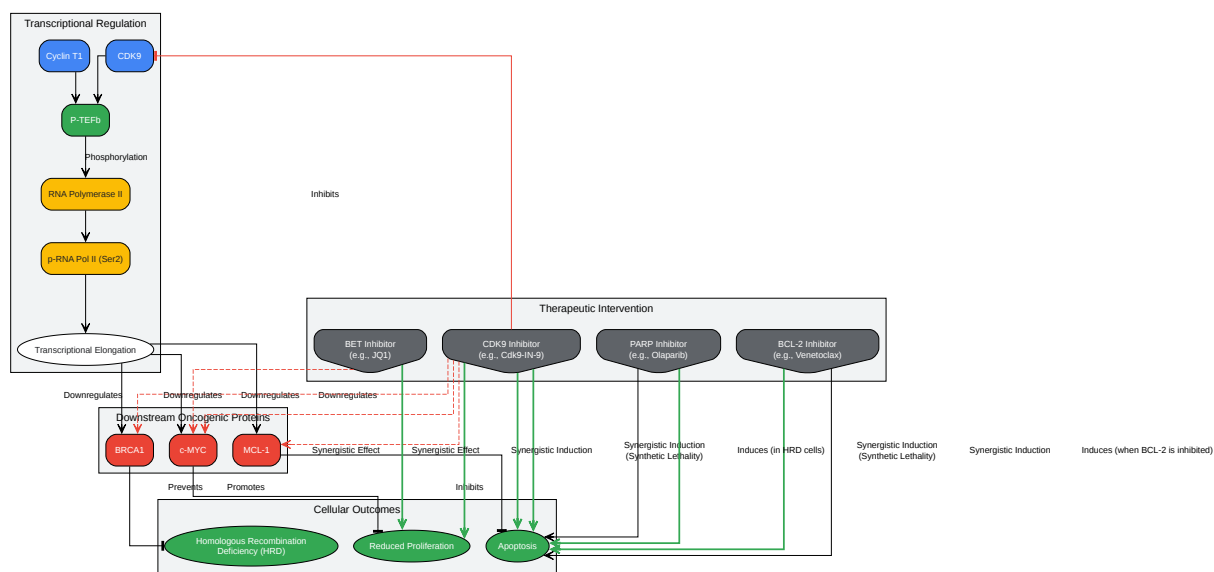 Transcriptional Regulation
Cyclin T1
CDK9
P-TEFb
Phosphorylation
RNA Polymerase II
Inhibits
p-RNA Pol II (Ser2)
Therapeutic Intervention
Transcriptional Elongation
BET Inhibitor
(e.g., JQ1)
CDK9 Inhibitor
(e.g., Cdk9-IN-9)
PARP Inhibitor
(e.g., Olaparib)
BCL-2 Inhibitor
(e.g., Venetoclax)
Downregulates
Downregulates
Downregulates
Downregulates
Downstream Oncogenic Proteins
BRCA1
c-MYC
MCL-1
Synergistic Effect
Synergistic Effect
Synergistic Induction
Synergistic Induction
(Synthetic Lethality)
Induces (in HRD cells)
Synergistic Induction
(Synthetic Lethality)
Synergistic Induction
Induces (when BCL-2 is inhibited)
Prevents
Promotes
Inhibits
Cellular Outcomes
Homologous Recombination
Deficiency (HRD)
Reduced Proliferation
Apoptosis